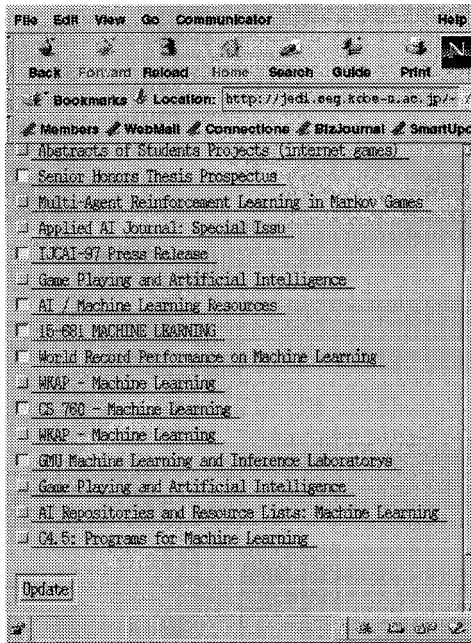 File Edit View Go Communicator Help
Back Forward Reload Home Search Guide Print
Bookmarks Location: http://jedi.seg.kobe-u.ac.jp/~
Members WebMail Connections BizJournal SmartUpd
Abstracts of Students Projects (internet games)
Senior Honors Thesis Prospectus
Multi-Agent Reinforcement Learning in Markov Games
Applied AI Journal: Special Issu
IJCAI-97 Press Release
Game Playing and Artificial Intelligence
AI / Machine Learning Resources
15-681 MACHINE LEARNING
World Record Performance on Machine Learning
WKAP - Machine Learning
CS 760 - Machine Learning
WKAP - Machine Learning
GMU Machine Learning and Inference Laboratorys
Game Playing and Artificial Intelligence
AI Repositories and Resource Lists: Machine Learning
C4.5: Programs for Machine Learning
Update